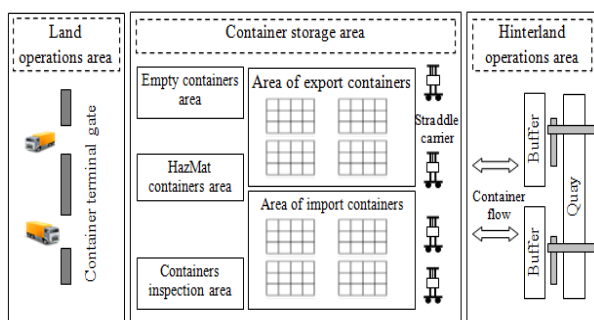 Land
operations area
Container storage area
Hinterland
operations area
Container terminal gate
Empty containers
area
HazMat
containers area
Containers
inspection area
Area of export containers
Area of import containers
Straddle
carrier
Container
flow
Buffer
Buffer
Quay